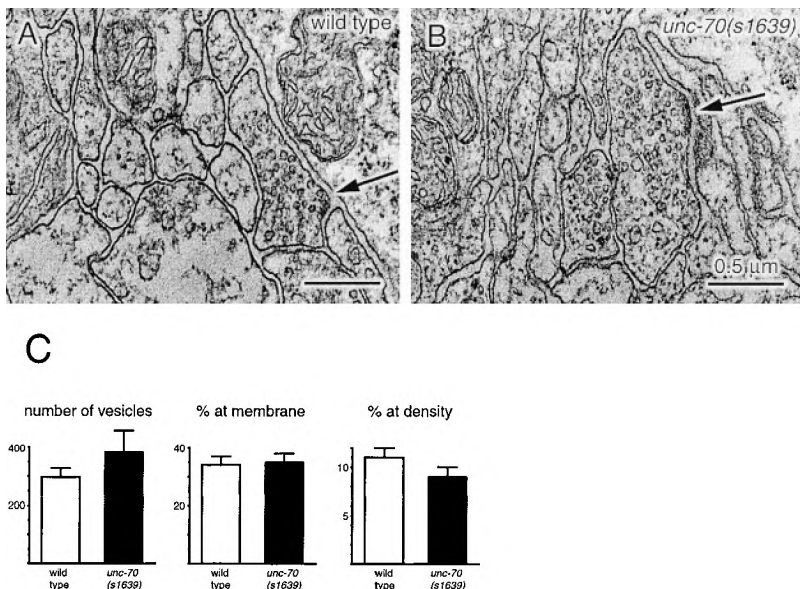 A
wild type
B
unc-70(s1639)
0.5 µm
C
number of vesicles
% at membrane
% at density
400
200
40
20
10
5
wild type
unc-70 (s1639)
wild type
unc-70 (s1639)
wild type
unc-70 (s1639)